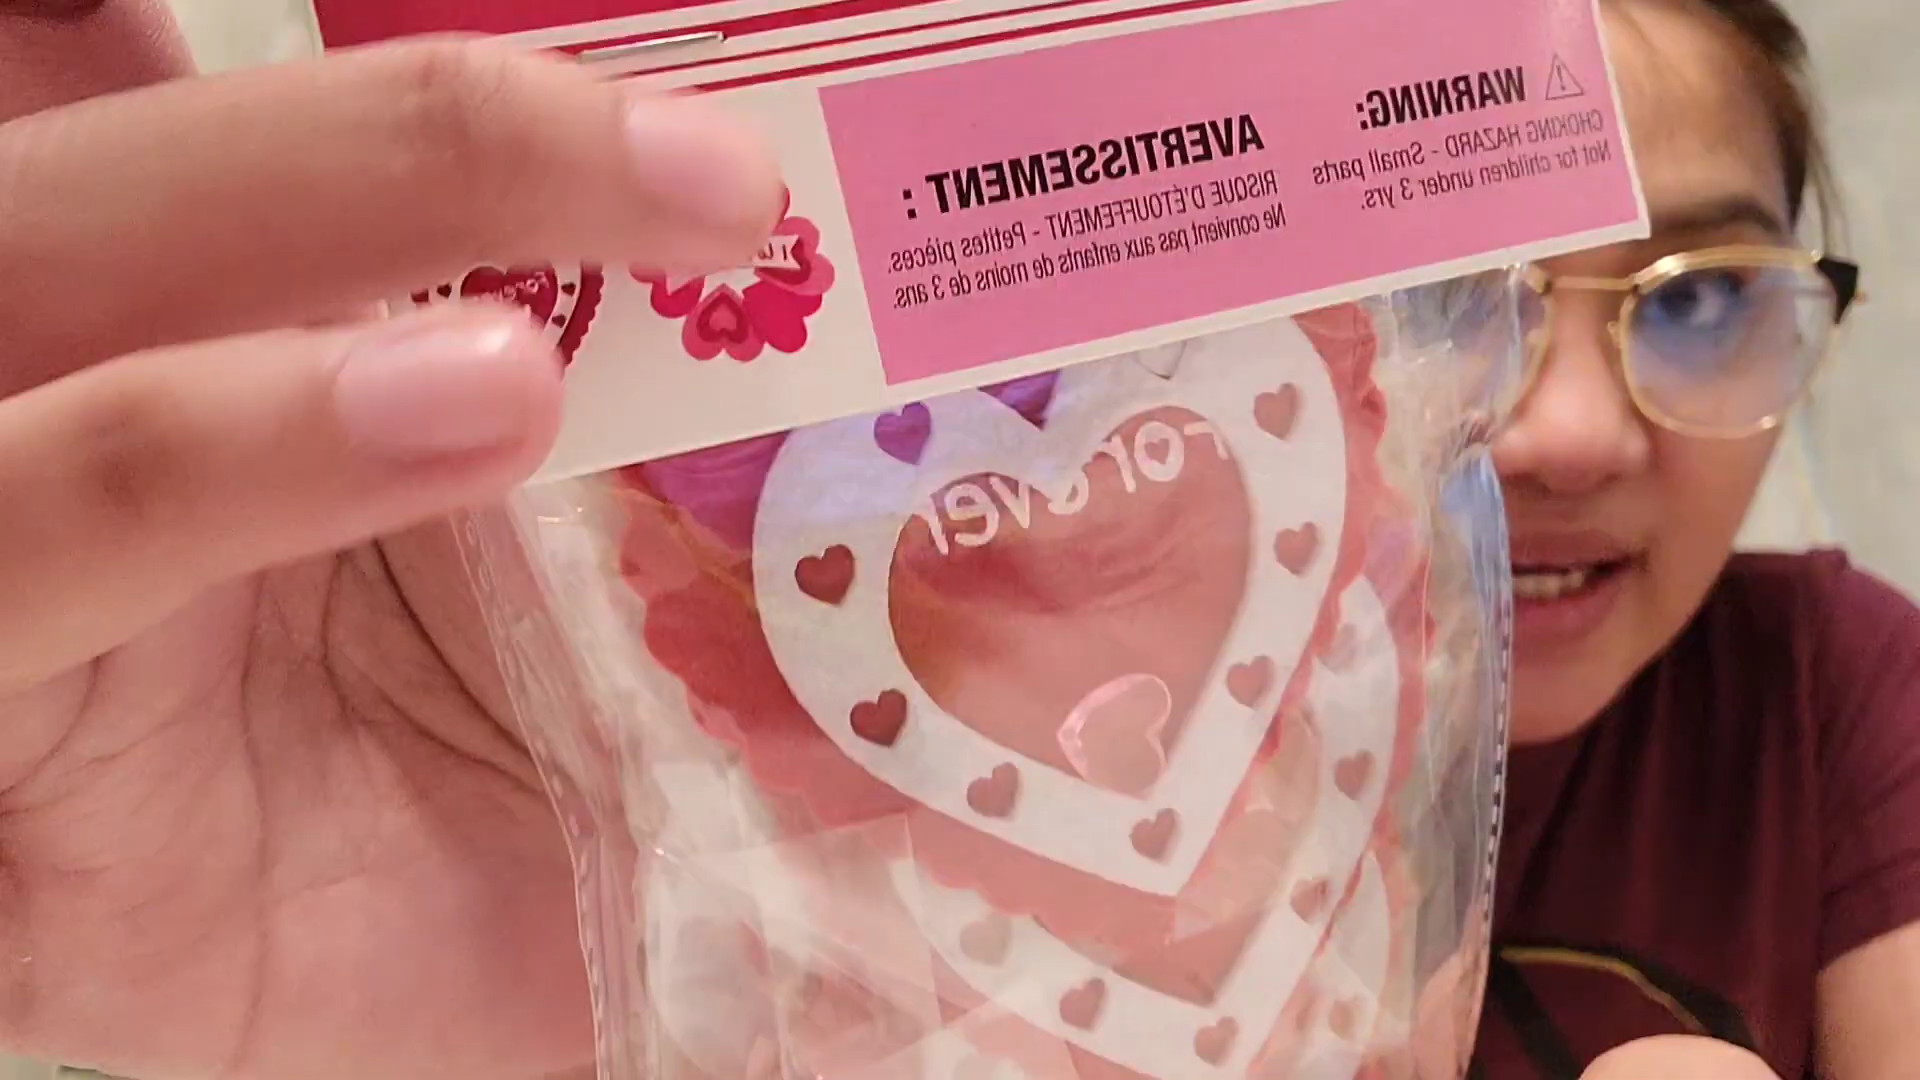 ⚠ WARNING:
CHOKING HAZARD - Small parts
Not for children under 3 yrs.
AVERTISSEMENT :
RISQUE D'ÉTOUFFEMENT - Petites pièces.
Ne convient pas aux enfants de moins de 3 ans.
Forever
Forever